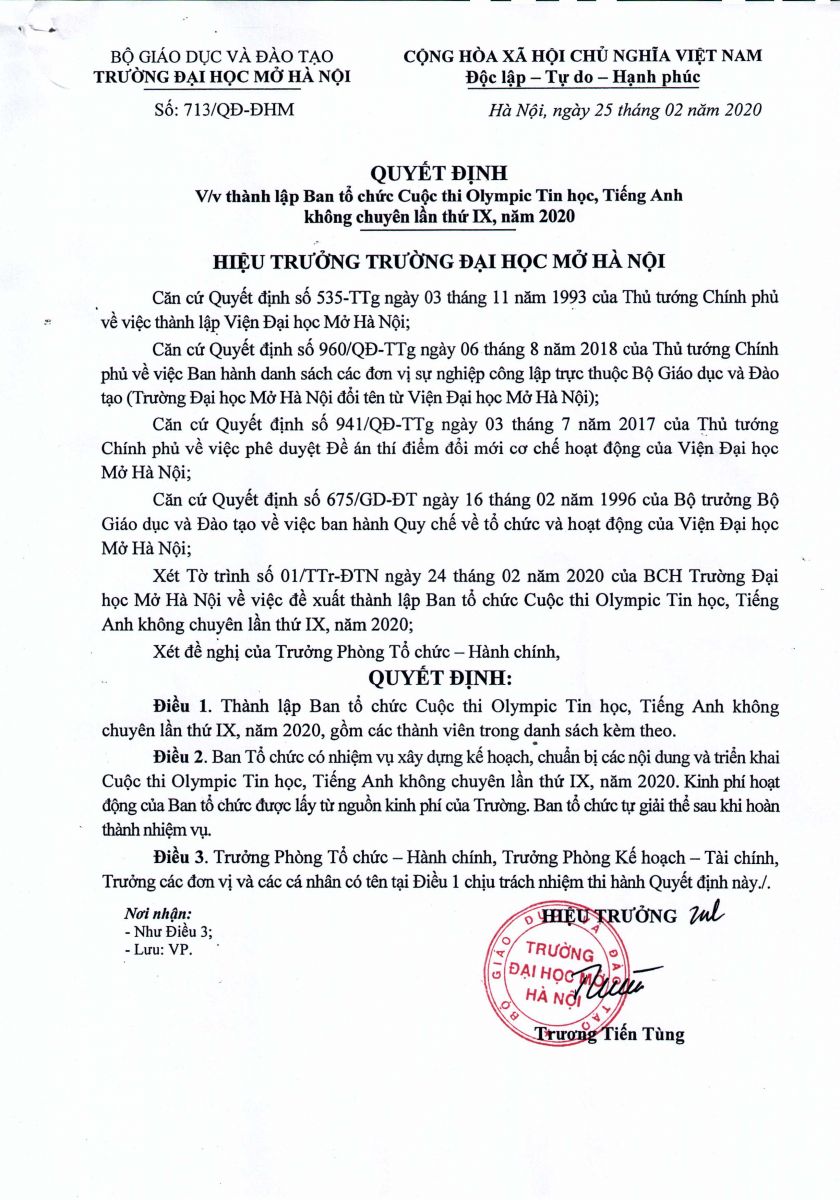 BỘ GIÁO DỤC VÀ ĐÀO TẠO
TRƯỜNG ĐẠI HỌC MỞ HÀ NỘI
Số: 713/QĐ-ĐHM
CỘNG HÒA XÃ HỘI CHỦ NGHĨA VIỆT NAM
Độc lập – Tự do – Hạnh phúc
Hà Nội, ngày 25 tháng 02 năm 2020
QUYẾT ĐỊNH
V/v thành lập Ban tổ chức Cuộc thi Olympic Tin học, Tiếng Anh
không chuyên lần thứ IX, năm 2020
HIỆU TRƯỞNG TRƯỜNG ĐẠI HỌC MỞ HÀ NỘI
Căn cứ Quyết định số 535-TTg ngày 03 tháng 11 năm 1993 của Thủ tướng Chính phủ
về việc thành lập Viện Đại học Mở Hà Nội;
Căn cứ Quyết định số 960/QĐ-TTg ngày 06 tháng 8 năm 2018 của Thủ tướng Chính
phủ về việc Ban hành danh sách các đơn vị sự nghiệp công lập trực thuộc Bộ Giáo dục và Đào
tạo (Trường Đại học Mở Hà Nội đổi tên từ Viện Đại học Mở Hà Nội);
Căn cứ Quyết định số 941/QĐ-TTg ngày 03 tháng 7 năm 2017 của Thủ tướng
Chính phủ về việc phê duyệt Đề án thí điểm đổi mới cơ chế hoạt động của Viện Đại học
Mở Hà Nội;
Căn cứ Quyết định số 675/GD-ĐT ngày 16 tháng 02 năm 1996 của Bộ trưởng Bộ
Giáo dục và Đào tạo về việc ban hành Quy chế về tổ chức và hoạt động của Viện Đại học
Mở Hà Nội;
Xét Tờ trình số 01/TTr-ĐTN ngày 24 tháng 02 năm 2020 của BCH Trường Đại
học Mở Hà Nội về việc đề xuất thành lập Ban tổ chức Cuộc thi Olympic Tin học, Tiếng
Anh không chuyên lần thứ IX, năm 2020;
Xét đề nghị của Trưởng Phòng Tổ chức – Hành chính,
QUYẾT ĐỊNH:
Điều 1. Thành lập Ban tổ chức Cuộc thi Olympic Tin học, Tiếng Anh không
chuyên lần thứ IX, năm 2020, gồm các thành viên trong danh sách kèm theo.
Điều 2. Ban Tổ chức có nhiệm vụ xây dựng kế hoạch, chuẩn bị các nội dung và triển khai
Cuộc thi Olympic Tin học, Tiếng Anh không chuyên lần thứ IX, năm 2020. Kinh phí hoạt
động của Ban tổ chức được lấy từ nguồn kinh phí của Trường. Ban tổ chức tự giải thể sau khi hoàn
thành nhiệm vụ.
Điều 3. Trưởng Phòng Tổ chức – Hành chính, Trưởng Phòng Kế hoạch – Tài chính,
Trưởng các đơn vị và các cá nhân có tên tại Điều 1 chịu trách nhiệm thi hành Quyết định này./.
Nơi nhận:
- Như Điều 3;
- Lưu: VP.
HIỆU TRƯỞNG
BỘ GIÁO DỤC VÀ ĐÀO TẠO
TRƯỜNG
ĐẠI HỌC MỞ
HÀ NỘI
Trương Tiến Tùng